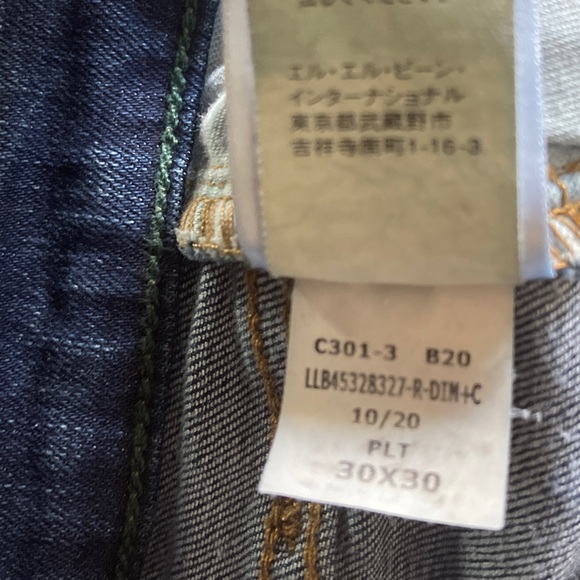 エル・エル・ビーン・
インターナショナル
東京都武蔵野市
吉祥寺南町1-16-3
C301-3 B20
LLB45328327-R-DIM+C
10/20
PLT
30X30